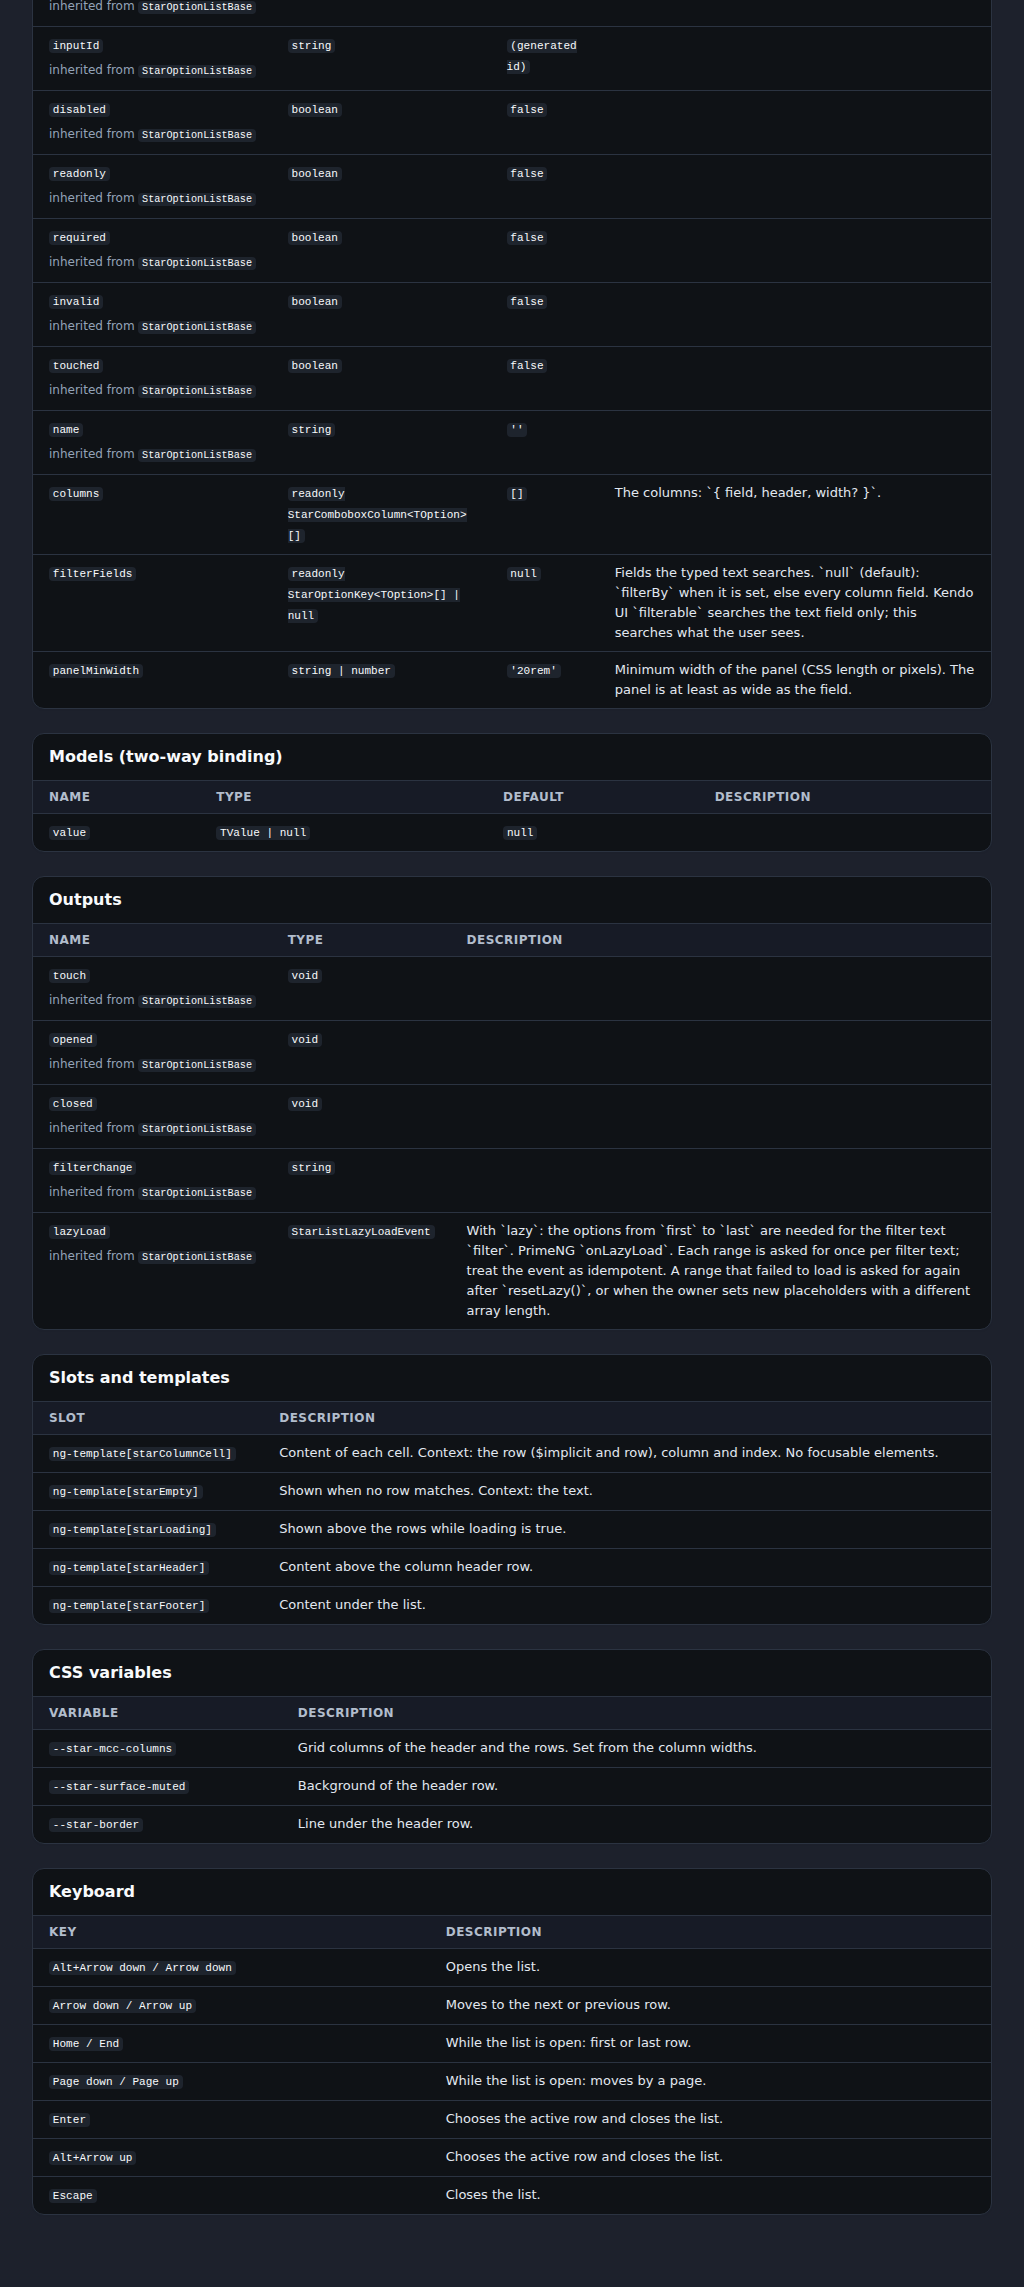 inherited from StarOptionListBase
inputId string (generated
id)
inherited from StarOptionListBase
disabled boolean false
inherited from StarOptionListBase
readonly boolean false
inherited from StarOptionListBase
required boolean false
inherited from StarOptionListBase
invalid boolean false
inherited from StarOptionListBase
touched boolean false
inherited from StarOptionListBase
name string ''
inherited from StarOptionListBase
columns readonly [] The columns: `{ field, header, width? }`.
StarComboboxColumn<TOption>
[]
filterFields readonly null Fields the typed text searches. `null` (default):
StarOptionKey<TOption>[] | `filterBy` when it is set, else every column field. Kendo
null UI `filterable` searches the text field only; this
searches what the user sees.
panelMinWidth string | number '20rem' Minimum width of the panel (CSS length or pixels). The
panel is at least as wide as the field.
Models (two-way binding)
NAME TYPE DEFAULT DESCRIPTION
value TValue | null null
Outputs
NAME TYPE DESCRIPTION
touch void
inherited from StarOptionListBase
opened void
inherited from StarOptionListBase
closed void
inherited from StarOptionListBase
filterChange string
inherited from StarOptionListBase
lazyLoad StarListLazyLoadEvent With `lazy`: the options from `first` to `last` are needed for the filter text
inherited from StarOptionListBase `filter`. PrimeNG `onLazyLoad`. Each range is asked for once per filter text;
treat the event as idempotent. A range that failed to load is asked for again
after `resetLazy()`, or when the owner sets new placeholders with a different
array length.
Slots and templates
SLOT DESCRIPTION
ng-template[starColumnCell] Content of each cell. Context: the row ($implicit and row), column and index. No focusable elements.
ng-template[starEmpty] Shown when no row matches. Context: the text.
ng-template[starLoading] Shown above the rows while loading is true.
ng-template[starHeader] Content above the column header row.
ng-template[starFooter] Content under the list.
CSS variables
VARIABLE DESCRIPTION
--star-mcc-columns Grid columns of the header and the rows. Set from the column widths.
--star-surface-muted Background of the header row.
--star-border Line under the header row.
Keyboard
KEY DESCRIPTION
Alt+Arrow down / Arrow down Opens the list.
Arrow down / Arrow up Moves to the next or previous row.
Home / End While the list is open: first or last row.
Page down / Page up While the list is open: moves by a page.
Enter Chooses the active row and closes the list.
Alt+Arrow up Chooses the active row and closes the list.
Escape Closes the list.